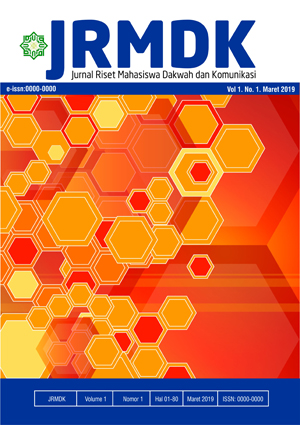 JRMDK
Jurnal Riset Mahasiswa Dakwah dan Komunikasi
e-issn:0000-0000 Vol 1. No. 1. Maret 2019
JRMDK Volume 1 Nomor 1 Hal 01-80 Maret 2019 ISSN: 0000-0000